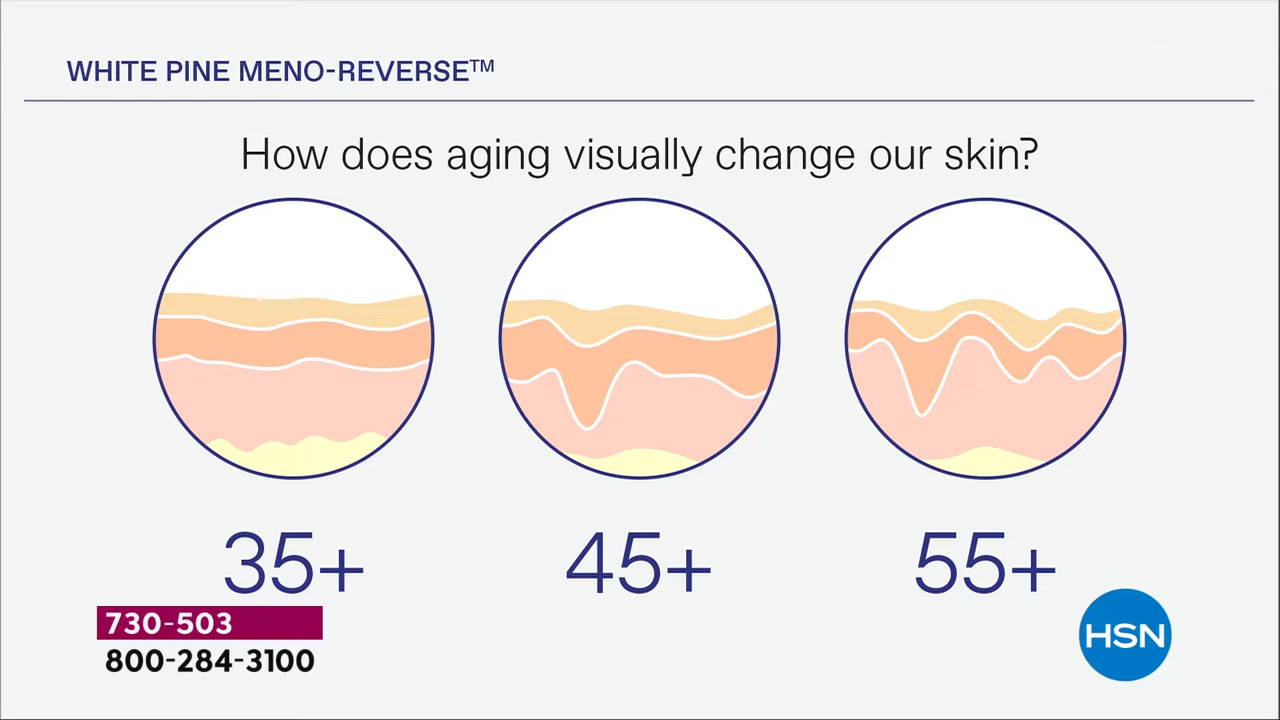 WHITE PINE MENO-REVERSE™
How does aging visually change our skin?
35+ 45+ 55+
730-503
800-284-3100
HSN